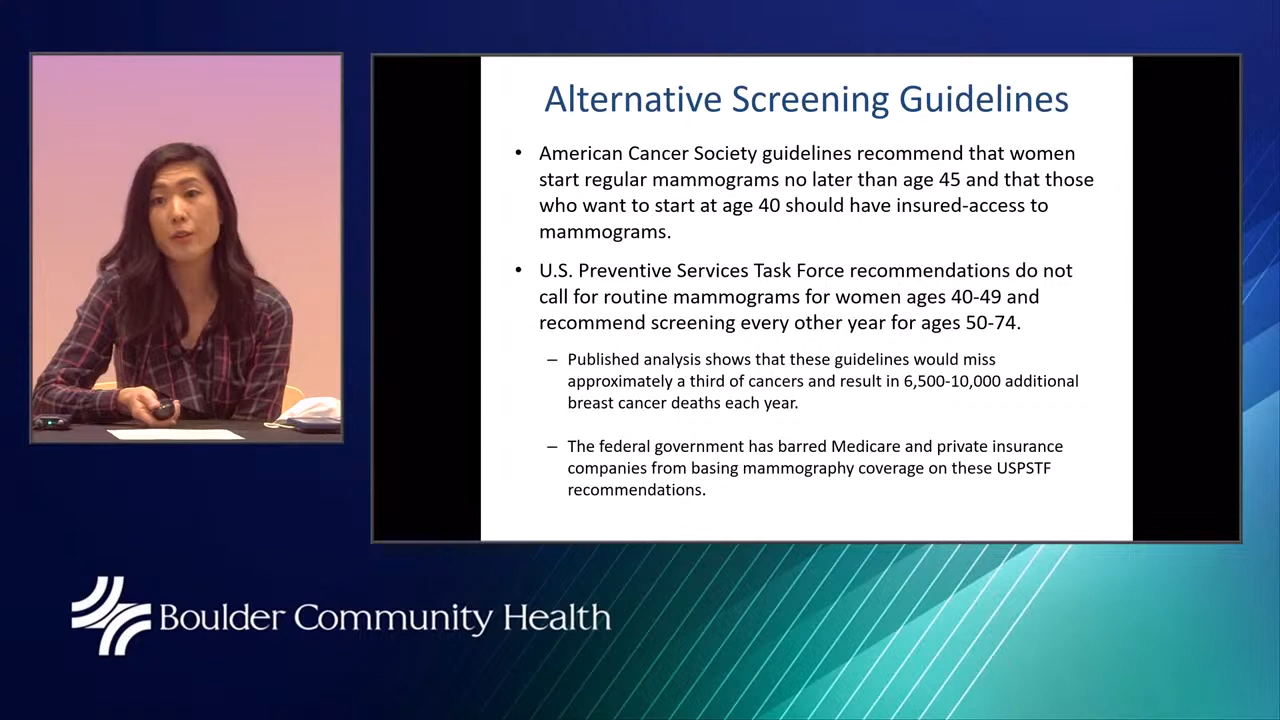 Alternative Screening Guidelines
• American Cancer Society guidelines recommend that women
start regular mammograms no later than age 45 and that those
who want to start at age 40 should have insured-access to
mammograms.
• U.S. Preventive Services Task Force recommendations do not
call for routine mammograms for women ages 40-49 and
recommend screening every other year for ages 50-74.
– Published analysis shows that these guidelines would miss
approximately a third of cancers and result in 6,500-10,000 additional
breast cancer deaths each year.
– The federal government has barred Medicare and private insurance
companies from basing mammography coverage on these USPSTF
recommendations.
Boulder Community Health